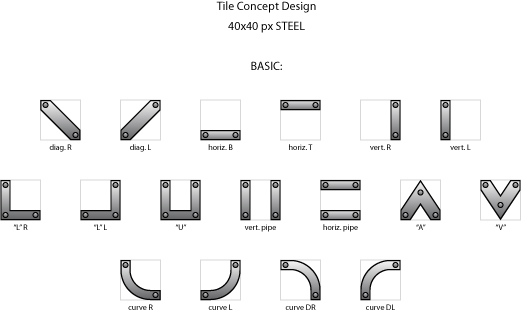 Tile Concept Design
40x40 px STEEL
BASIC:
diag. R diag. L horiz. B horiz. T vert. R vert. L
"L" R "L" L "U" vert. pipe horiz. pipe "A" "V"
curve R curve L curve DR curve DL